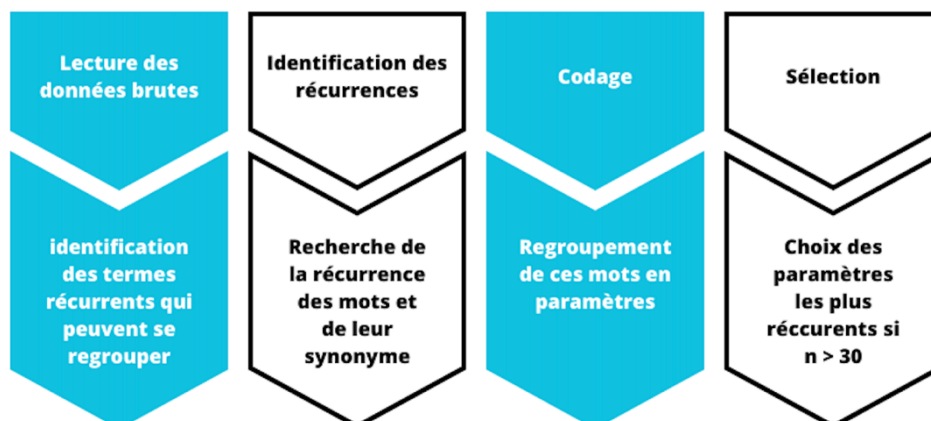 Lecture des
données brutes
Identification des
récurrences
Codage
Sélection
identification
des termes
récurrents qui
peuvent se
regrouper
Recherche de
la récurrence
des mots et
de leur
synonyme
Regroupement
de ces mots en
paramètres
Choix des
paramètres
les plus
réccurents si
n > 30